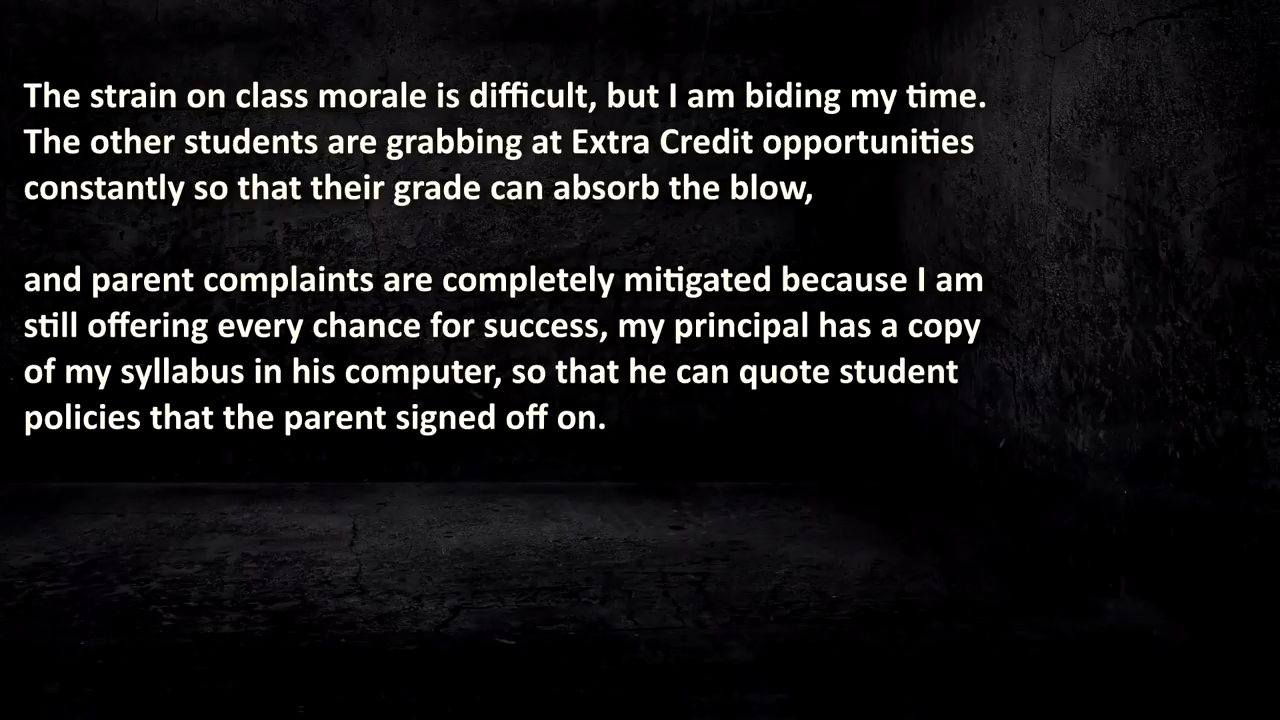 The strain on class morale is difficult, but I am biding my time.
The other students are grabbing at Extra Credit opportunities
constantly so that their grade can absorb the blow,
and parent complaints are completely mitigated because I am
still offering every chance for success, my principal has a copy
of my syllabus in his computer, so that he can quote student
policies that the parent signed off on.